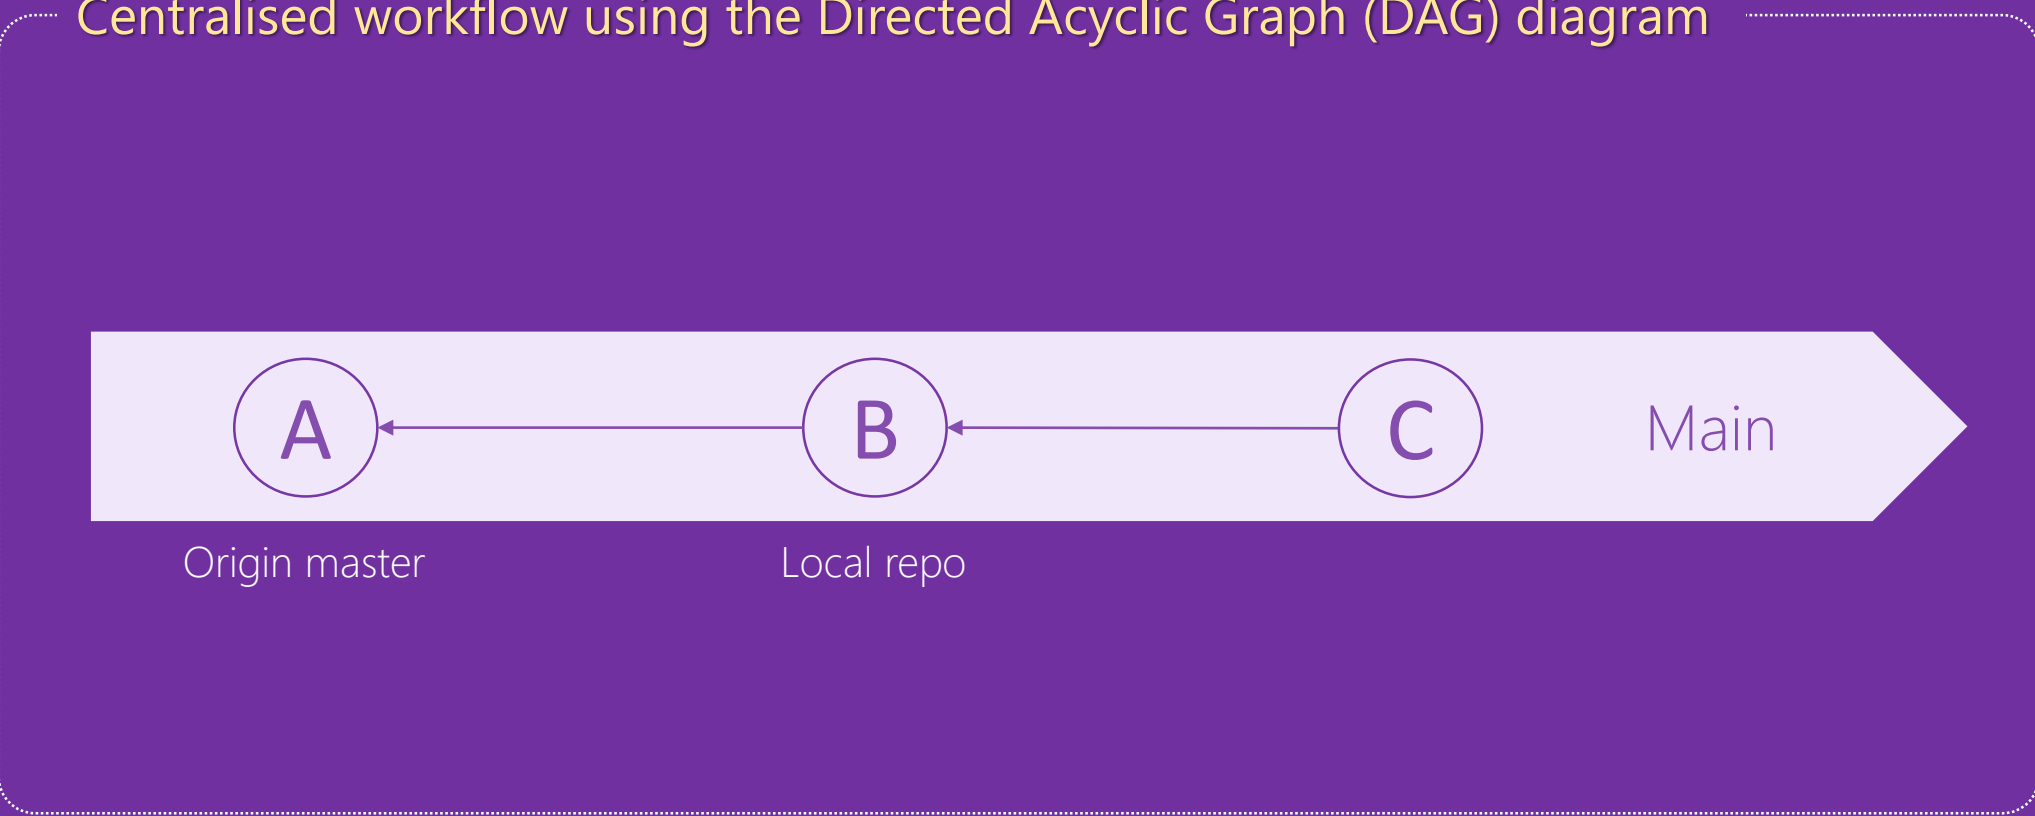 Centralised workflow using the Directed Acyclic Graph (DAG) diagram
A B C Main
Origin master Local repo